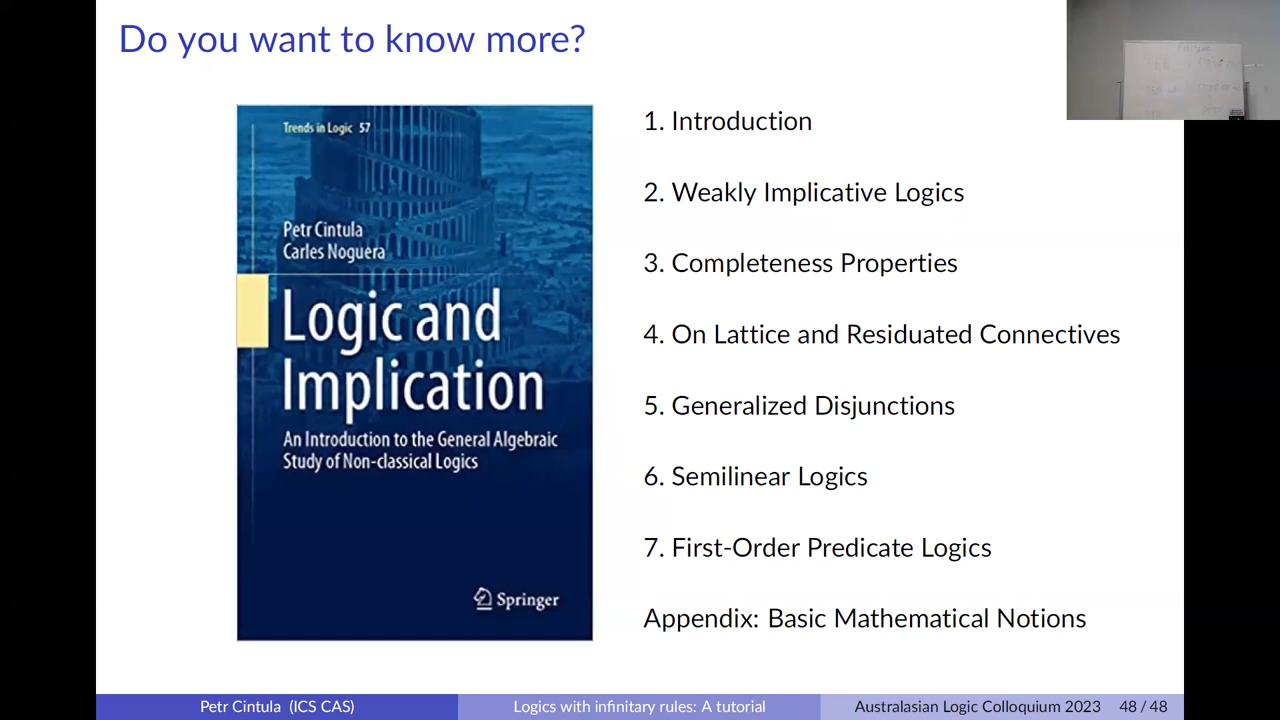 Do you want to know more?
Trends in Logic 57
Petr Cintula
Carles Noguera
Logic and
Implication
An Introduction to the General Algebraic
Study of Non-classical Logics
Springer
1. Introduction
2. Weakly Implicative Logics
3. Completeness Properties
4. On Lattice and Residuated Connectives
5. Generalized Disjunctions
6. Semilinear Logics
7. First-Order Predicate Logics
Appendix: Basic Mathematical Notions
Petr Cintula (ICS CAS)
Logics with infinitary rules: A tutorial
Australasian Logic Colloquium 2023
48 / 48